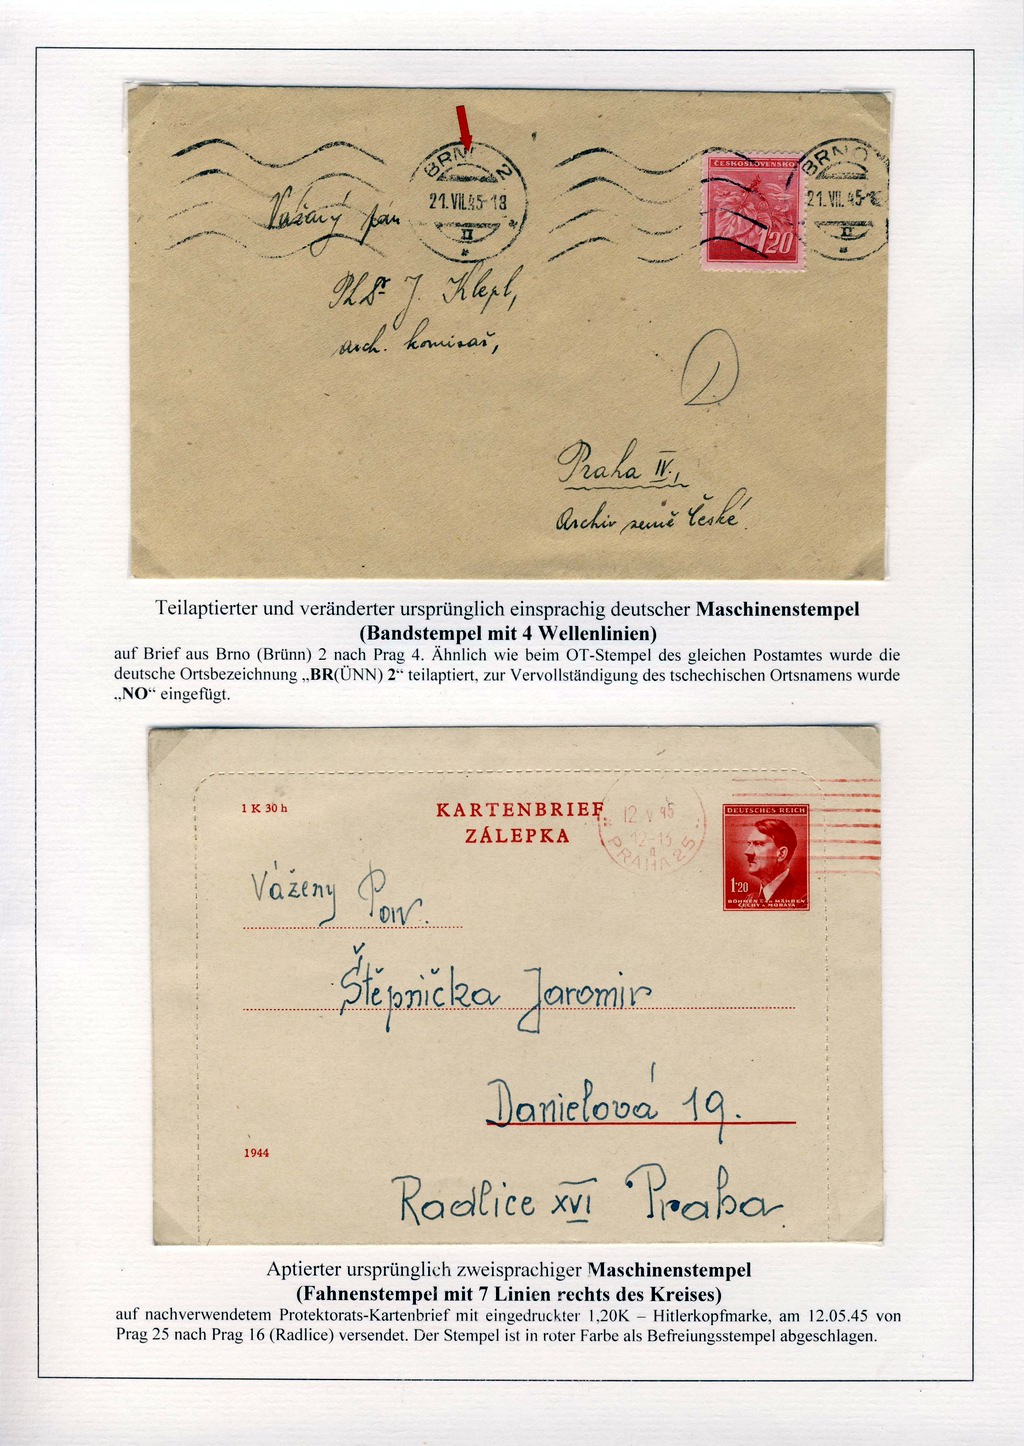 BRN 2
21.VII.45-18
II
*
ČESKOSLOVENSKO
1.20
BRNO
21.VII.45-
II
*
Vážený pán
PhDr J. Klepl,
arch. komisař,
Praha IV.,
Archiv země České.
Teilaptierter und veränderter ursprünglich einsprachig deutscher Maschinenstempel
(Bandstempel mit 4 Wellenlinien)
auf Brief aus Brno (Brünn) 2 nach Prag 4. Ähnlich wie beim OT-Stempel des gleichen Postamtes wurde die
deutsche Ortsbezeichnung „BR(ÜNN) 2“ teilaptiert, zur Vervollständigung des tschechischen Ortsnamens wurde
„NO“ eingefügt.
1 K 30 h
KARTENBRIEF
ZÁLEPKA
12 V 45
12-13
a
PRAHA 25
DEUTSCHES REICH
1.20
BÖHMEN U. MÄHREN
ČECHY A MORAVA
Vážený Pan.
Štěpnička Jaromir
Danielová 19.
1944
Radlice XVI Praha
Aptierter ursprünglich zweisprachiger Maschinenstempel
(Fahnenstempel mit 7 Linien rechts des Kreises)
auf nachverwendetem Protektorats-Kartenbrief mit eingedruckter 1,20K – Hitlerkopfmarke, am 12.05.45 von
Prag 25 nach Prag 16 (Radlice) versendet. Der Stempel ist in roter Farbe als Befreiungsstempel abgeschlagen.